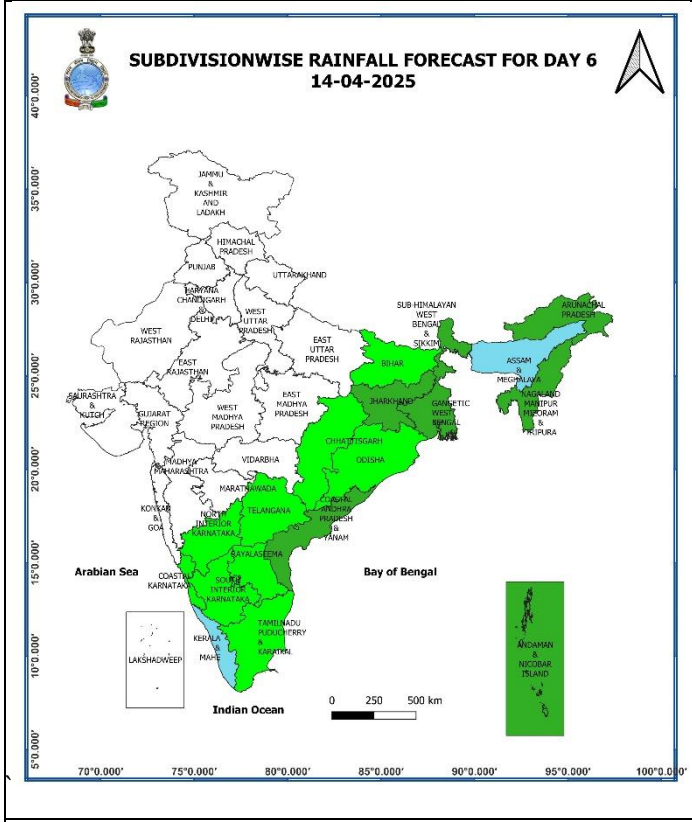 SUBDIVISIONWISE RAINFALL FORECAST FOR DAY 6
14-04-2025
40°0.000'
35°0.000'
30°0.000'
25°0.000'
20°0.000'
15°0.000'
10°0.000'
5°0.000'
JAMMU
&
KASHMIR
AND
LADAKH
HIMACHAL
PRADESH
PUNJAB
UTTARAKHAND
HARYANA
CHANDIGARH
&
DELHI
WEST
UTTAR
PRADESH
WEST
RAJASTHAN
EAST
RAJASTHAN
EAST
UTTAR
PRADESH
SUB-HIMALAYAN
WEST
BENGAL
&
SIKKIM
ARUNACHAL
PRADESH
BIHAR
ASSAM
&
MEGHALAYA
NAGALAND
MANIPUR
MIZORAM
&
TRIPURA
SAURASHTRA
&
KUTCH
GUJARAT
REGION
WEST
MADHYA
PRADESH
EAST
MADHYA
PRADESH
JHARKHAND
GANGETIC
WEST
BENGAL
CHHATTISGARH
ODISHA
VIDARBHA
MADHYA
MAHARASHTRA
MARATHAWADA
KONKAN
&
GOA
NORTH
INTERIOR
KARNATAKA
TELANGANA
COASTAL
ANDHRA
PRADESH
&
YANAM
RAYALASEEMA
Arabian Sea
Bay of Bengal
COASTAL
KARNATAKA
SOUTH
INTERIOR
KARNATAKA
TAMILNADU
PUDUCHERRY
&
KARAIKAL
KERALA
&
MAHE
LAKSHADWEEP
ANDAMAN
&
NICOBAR
ISLAND
Indian Ocean
0 250 500 km
70°0.000' 75°0.000' 80°0.000' 85°0.000' 90°0.000' 95°0.000' 100°0.000'